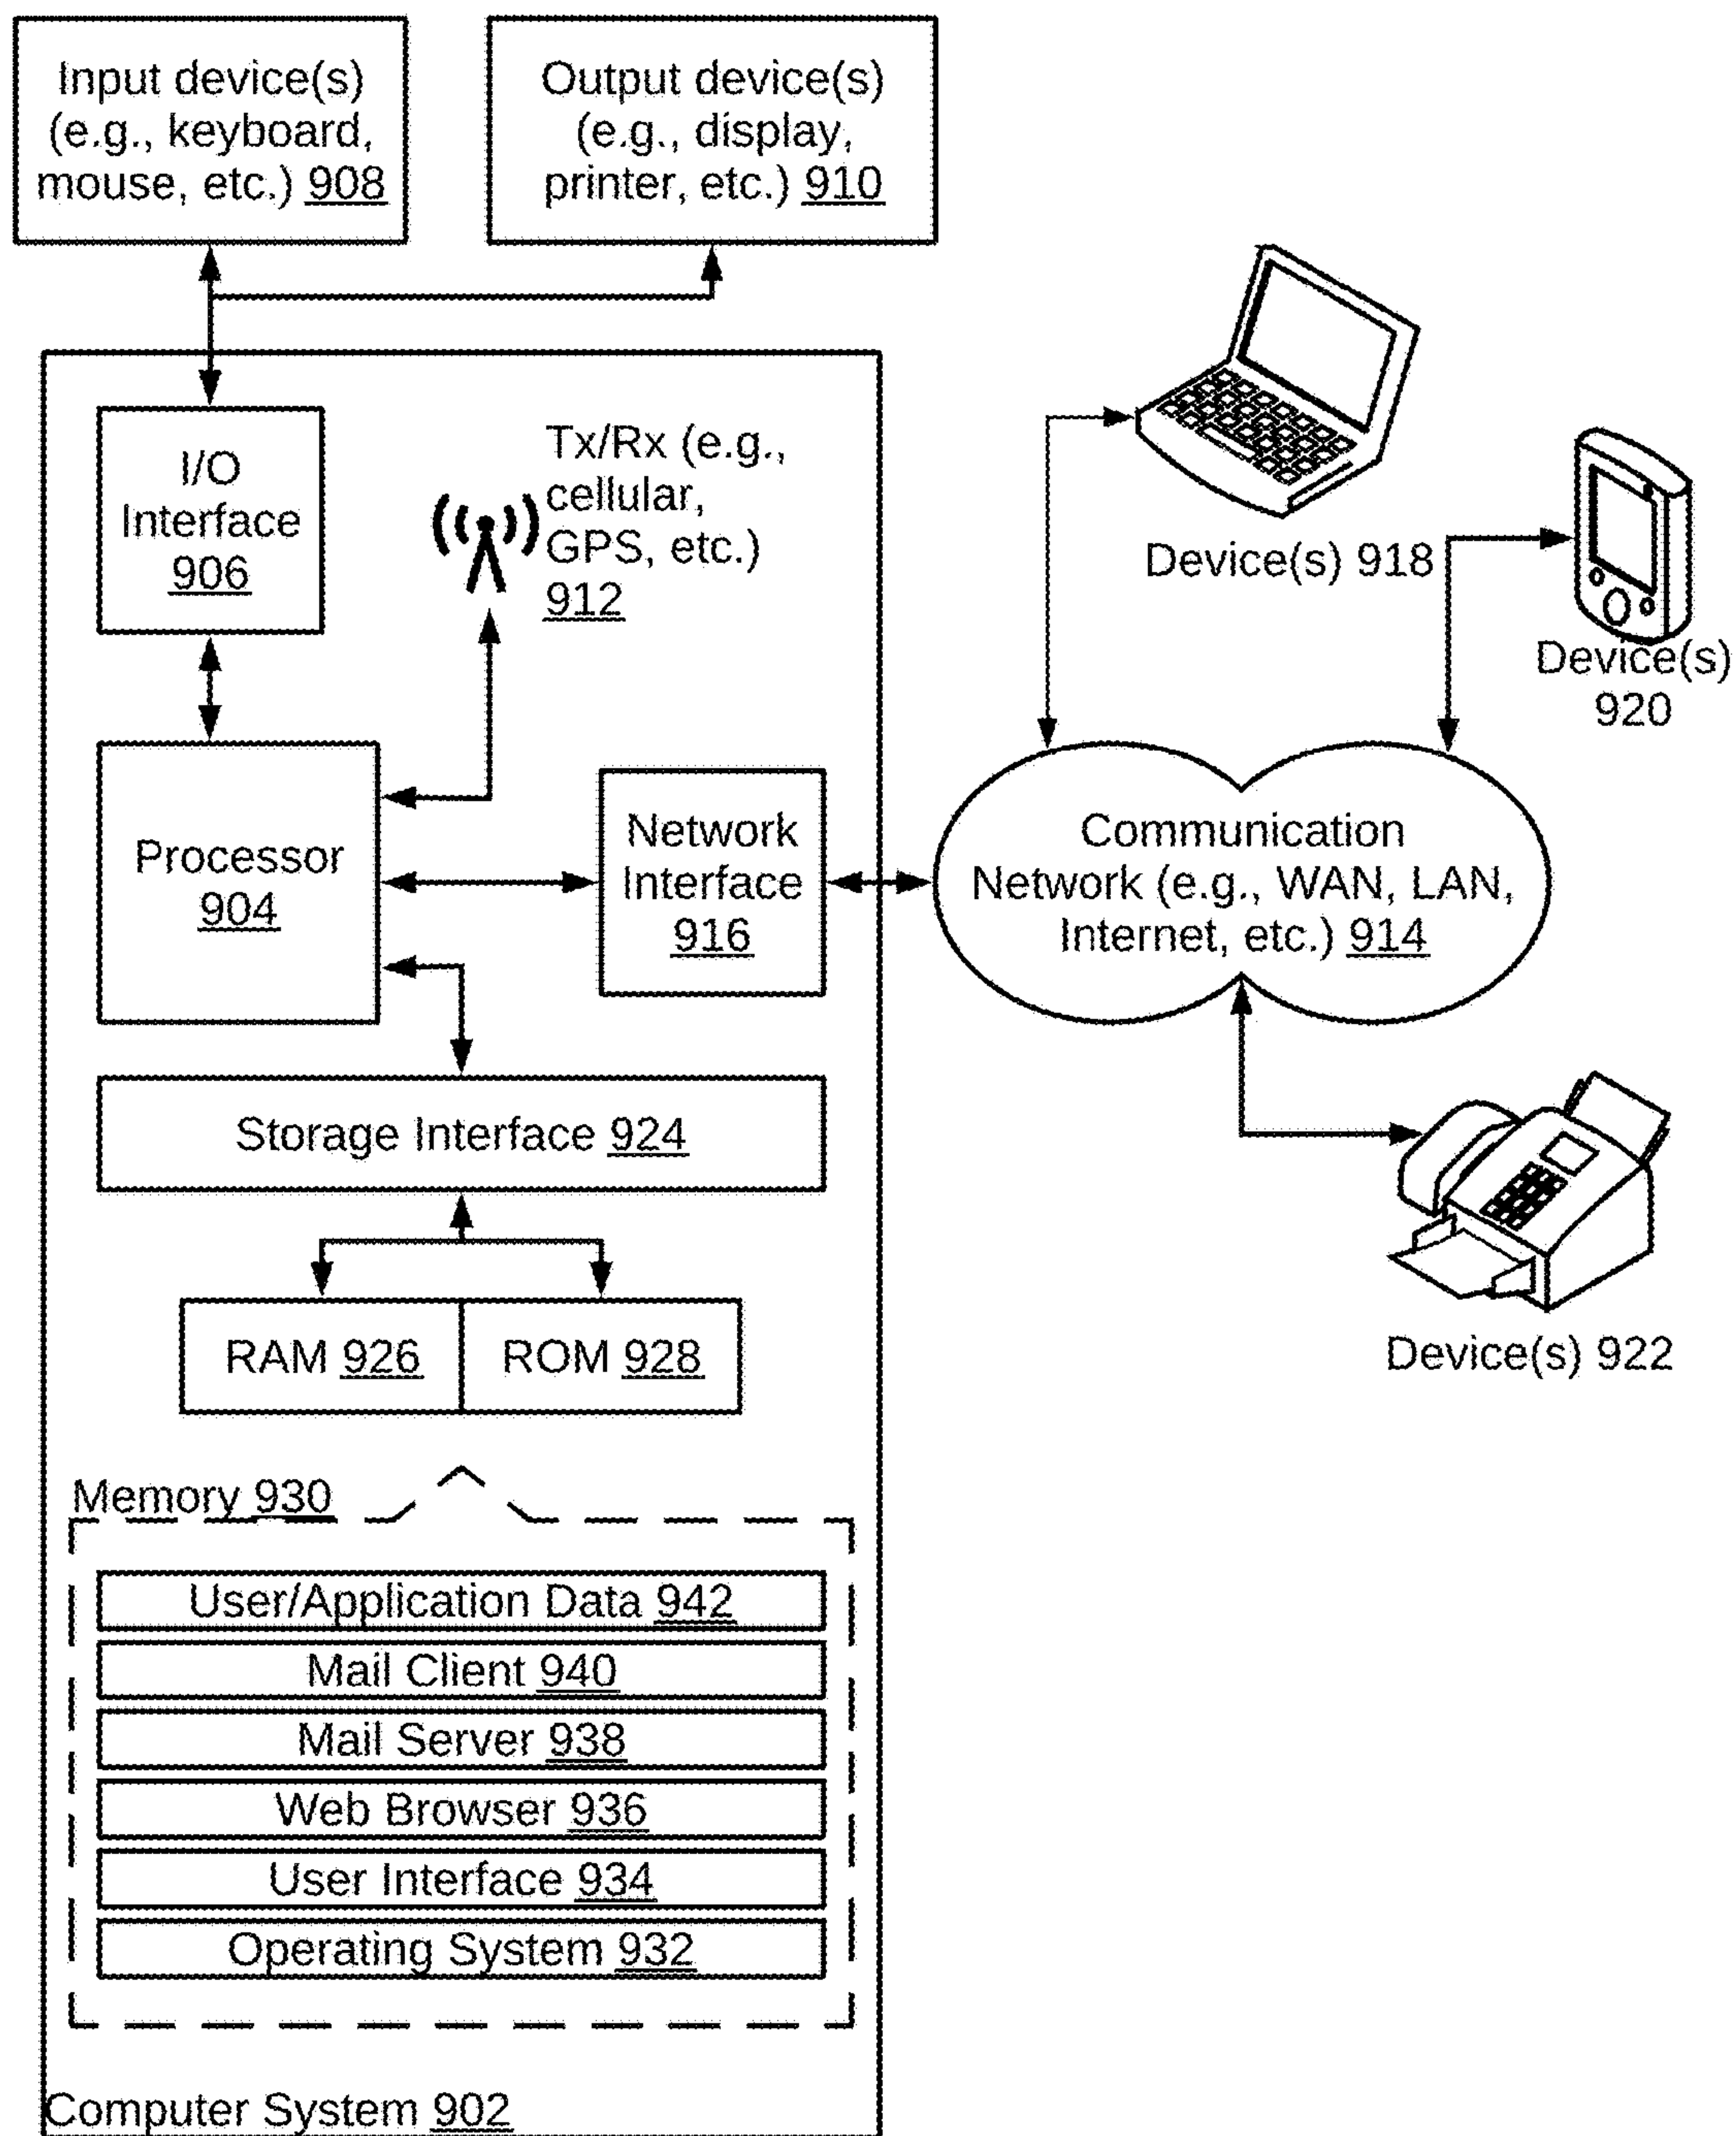 Input device(s)
(e.g., keyboard,
mouse, etc.) 908
Output device(s)
(e.g., display,
printer, etc.) 910
I/O
Interface
906
Tx/Rx (e.g.,
cellular,
GPS, etc.)
912
Device(s) 918
Device(s)
920
Processor
904
Network
Interface
916
Communication
Network (e.g., WAN, LAN,
Internet, etc.) 914
Storage Interface 924
RAM 926
ROM 928
Device(s) 922
Memory 930
User/Application Data 942
Mail Client 940
Mail Server 938
Web Browser 936
User Interface 934
Operating System 932
Computer System 902